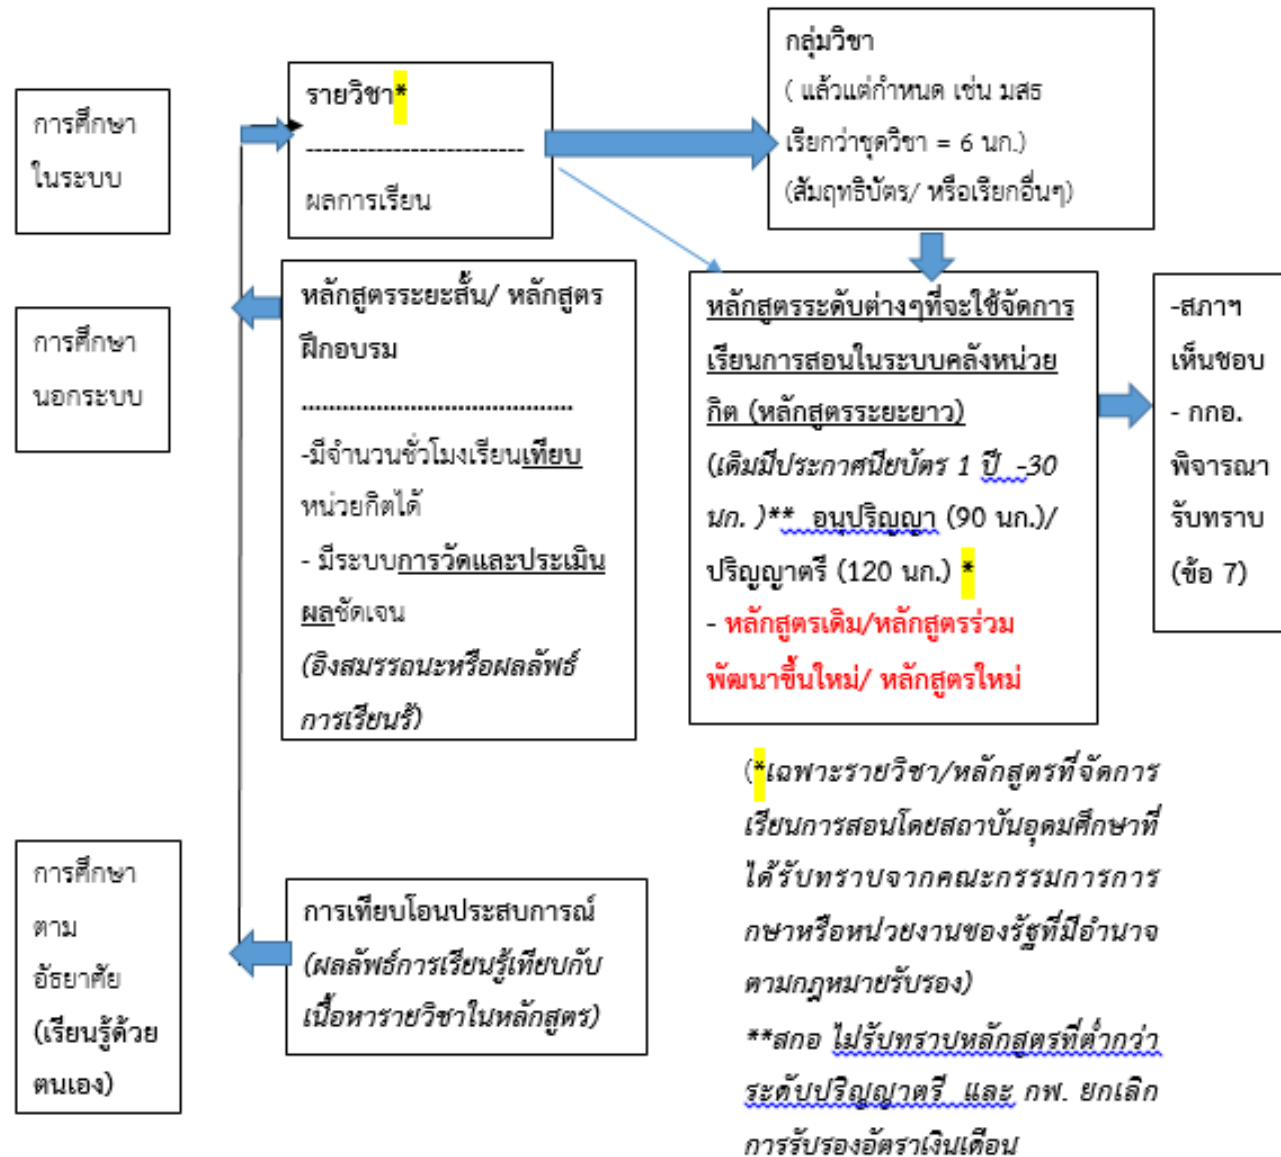 การศึกษา
ในระบบ
รายวิชา*
-------------------------
ผลการเรียน
กลุ่มวิชา
( แล้วแต่กำหนด เช่น มสธ
เรียกว่าชุดวิชา = 6 นก.)
(สัมฤทธิบัตร/ หรือเรียกอื่นๆ)
การศึกษา
นอกระบบ
หลักสูตรระยะสั้น/ หลักสูตร
ฝึกอบรม
........................................
-มีจำนวนชั่วโมงเรียนเทียบ
หน่วยกิตได้
- มีระบบการวัดและประเมิน
ผลชัดเจน
(อิงสมรรถนะหรือผลลัพธ์
การเรียนรู้)
หลักสูตรระดับต่างๆที่จะใช้จัดการ
เรียนการสอนในระบบคลังหน่วย
กิต (หลักสูตรระยะยาว)
(เดิมมีประกาศนียบัตร 1 ปี -30
นก. )** อนุปริญญา (90 นก.)/
ปริญญาตรี (120 นก.) *
- หลักสูตรเดิม/หลักสูตรร่วม
พัฒนาขึ้นใหม่/ หลักสูตรใหม่
-สภาฯ
เห็นชอบ
- กกอ.
พิจารณา
รับทราบ
(ข้อ 7)
การศึกษา
ตาม
อัธยาศัย
(เรียนรู้ด้วย
ตนเอง)
การเทียบโอนประสบการณ์
(ผลลัพธ์การเรียนรู้เทียบกับ
เนื้อหารายวิชาในหลักสูตร)
(*เฉพาะรายวิชา/หลักสูตรที่จัดการ
เรียนการสอนโดยสถาบันอุดมศึกษาที่
ได้รับทราบจากคณะกรรมการการ
กษาหรือหน่วยงานของรัฐที่มีอำนาจ
ตามกฎหมายรับรอง)
**สกอ ไม่รับทราบหลักสูตรที่ต่ำกว่า
ระดับปริญญาตรี และ กพ. ยกเลิก
การรับรองอัตราเงินเดือน